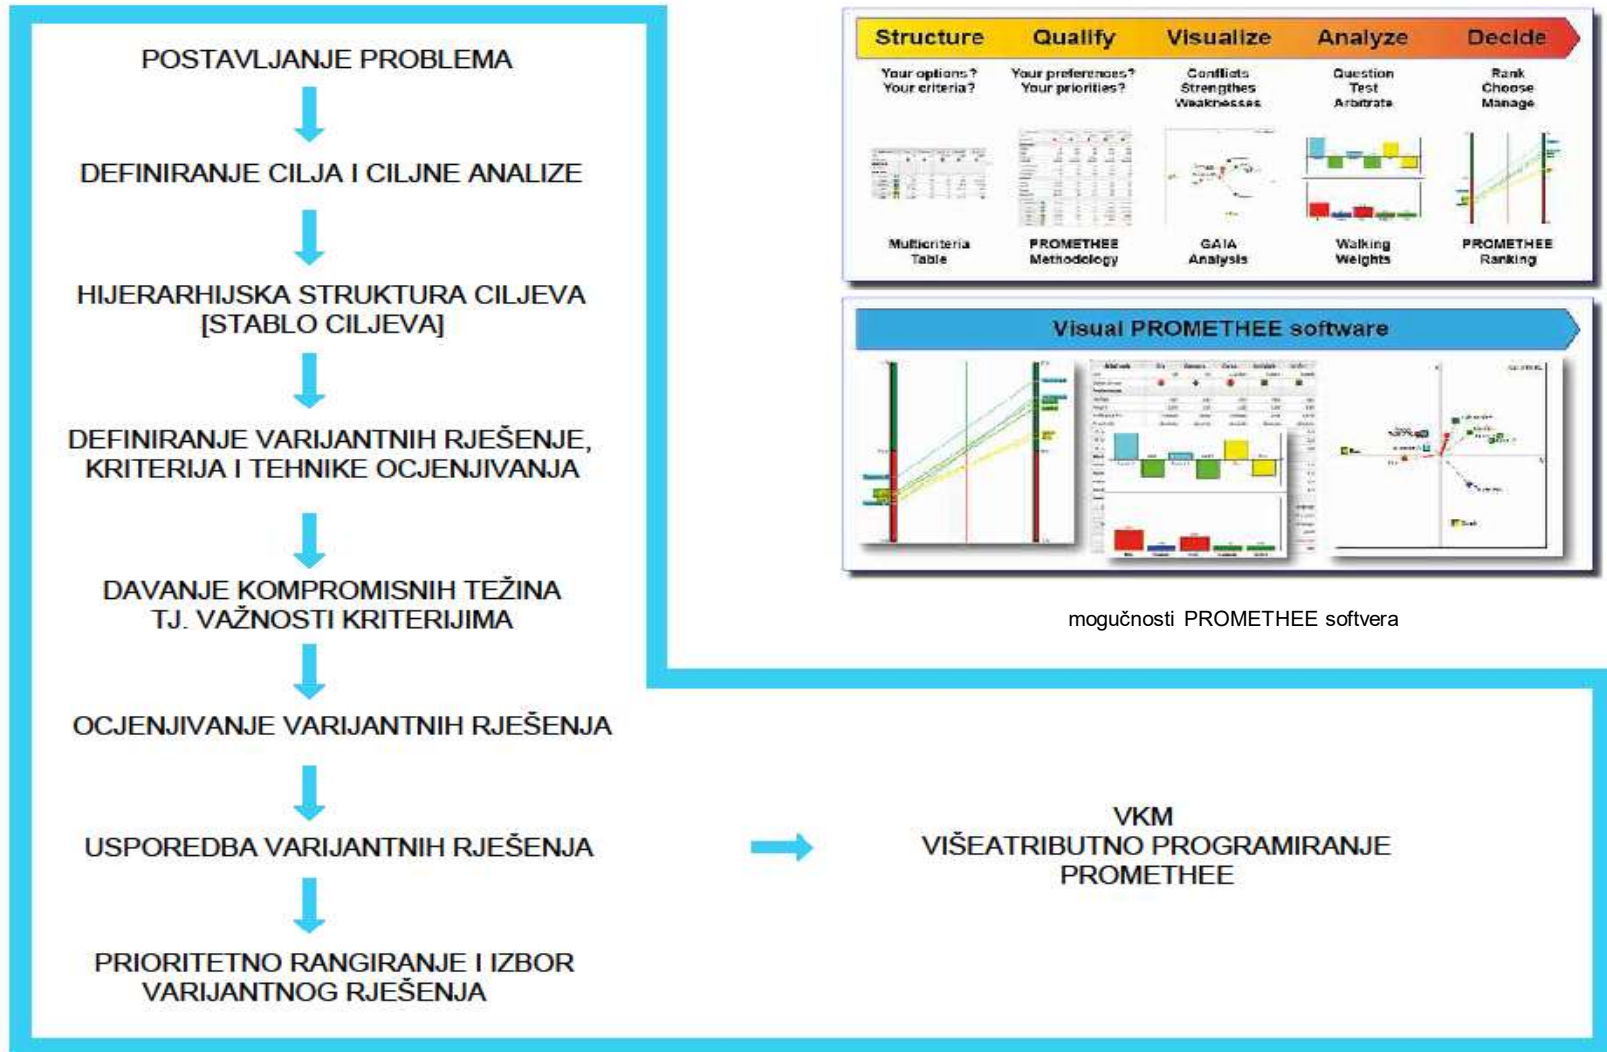 POSTAVLJANJE PROBLEMA
DEFINIRANJE CILJA I CILJNE ANALIZE
HIJERARHIJSKA STRUKTURA CILJEVA
[STABLO CILJEVA]
DEFINIRANJE VARIJANTNIH RJEŠENJE,
KRITERIJA I TEHNIKE OCJENJIVANJA
DAVANJE KOMPROMISNIH TEŽINA
TJ. VAŽNOSTI KRITERIJIMA
OCJENJIVANJE VARIJANTNIH RJEŠENJA
USPOREDBA VARIJANTNIH RJEŠENJA
PRIORITETNO RANGIRANJE I IZBOR
VARIJANTNOG RJEŠENJA
VKM
VIŠEATRIBUTNO PROGRAMIRANJE
PROMETHEE
Structure Qualify Visualize Analyze Decide
Your options? Your preferences? Conflicts Question Rank
Your criteria? Your priorities? Strengthes Test Choose
Weaknesses Arbitrate Manage
Multicriteria PROMETHEE GAIA Walking PROMETHEE
Table Methodology Analysis Weights Ranking
Visual PROMETHEE software
mogučnosti PROMETHEE softvera